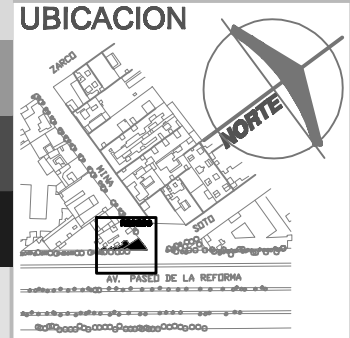 UBICACION
ZARCO
NORTE
MINA
SOTO
AV. PASEO DE LA REFORMA